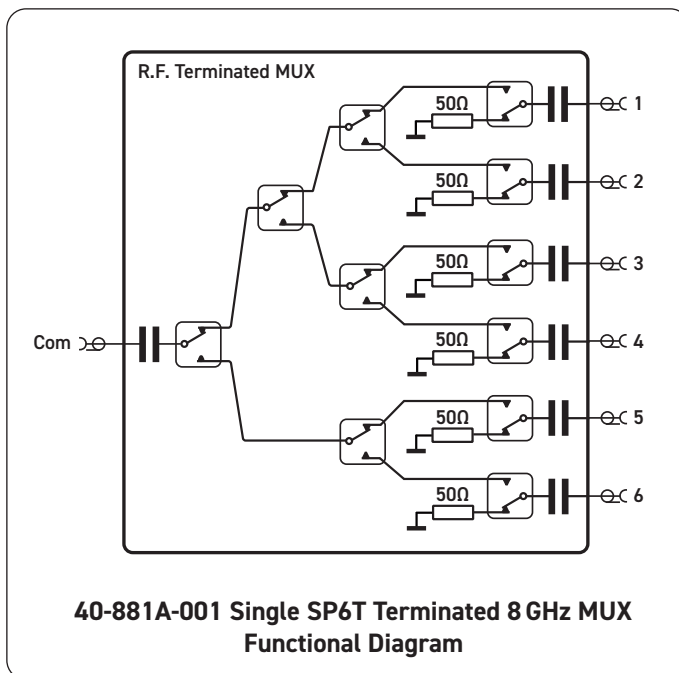 R.F. Terminated MUX
50Ω
1
50Ω
2
50Ω
3
Com
50Ω
4
50Ω
5
50Ω
6
40-881A-001 Single SP6T Terminated 8 GHz MUX
Functional Diagram